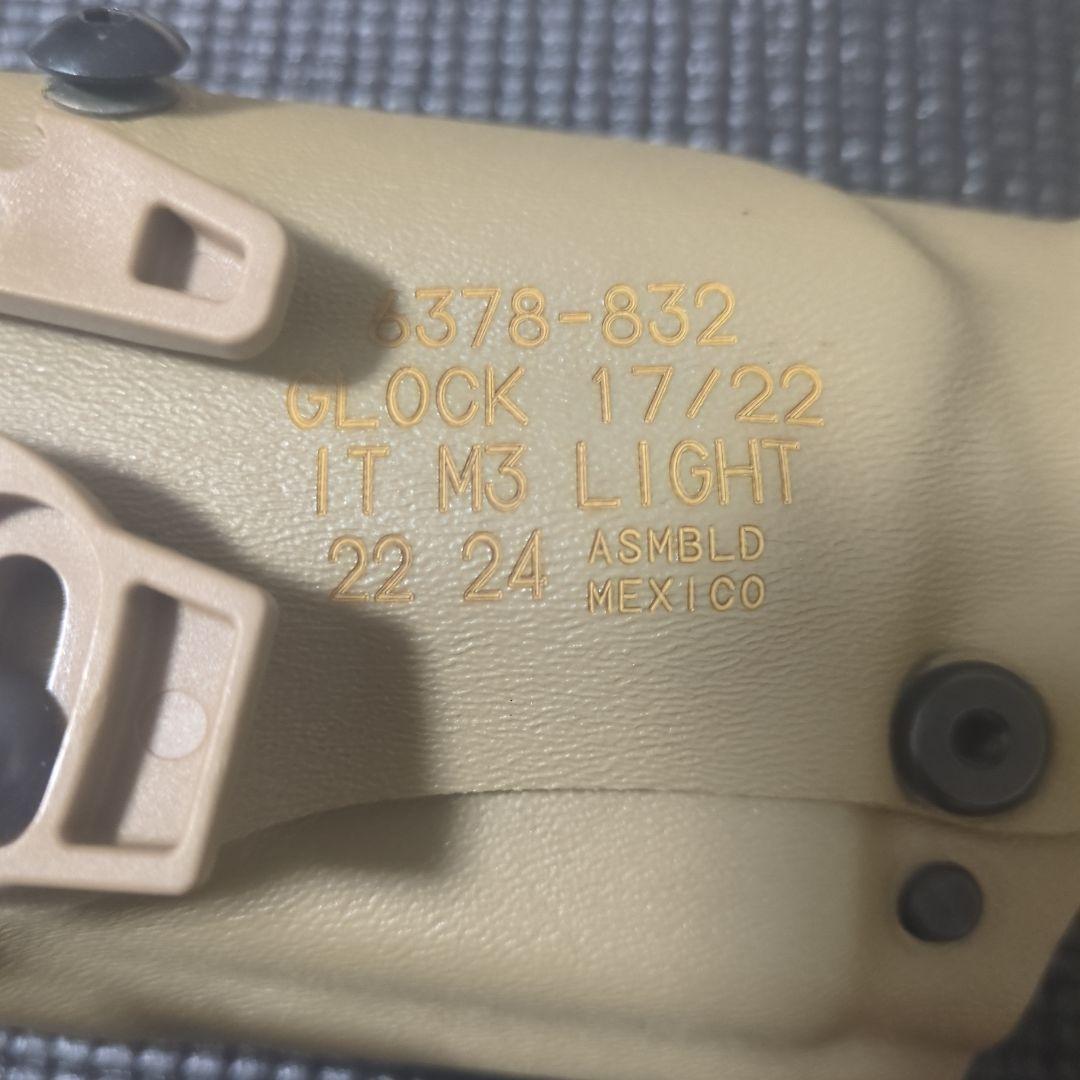 6378-832
GLOCK 17/22
IT M3 LIGHT
22 24 ASMBLD
MEXICO